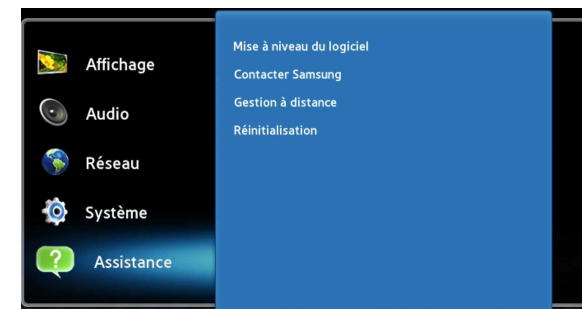 Affichage
Audio
Réseau
Système
Assistance
Mise à niveau du logiciel
Contacter Samsung
Gestion à distance
Réinitialisation